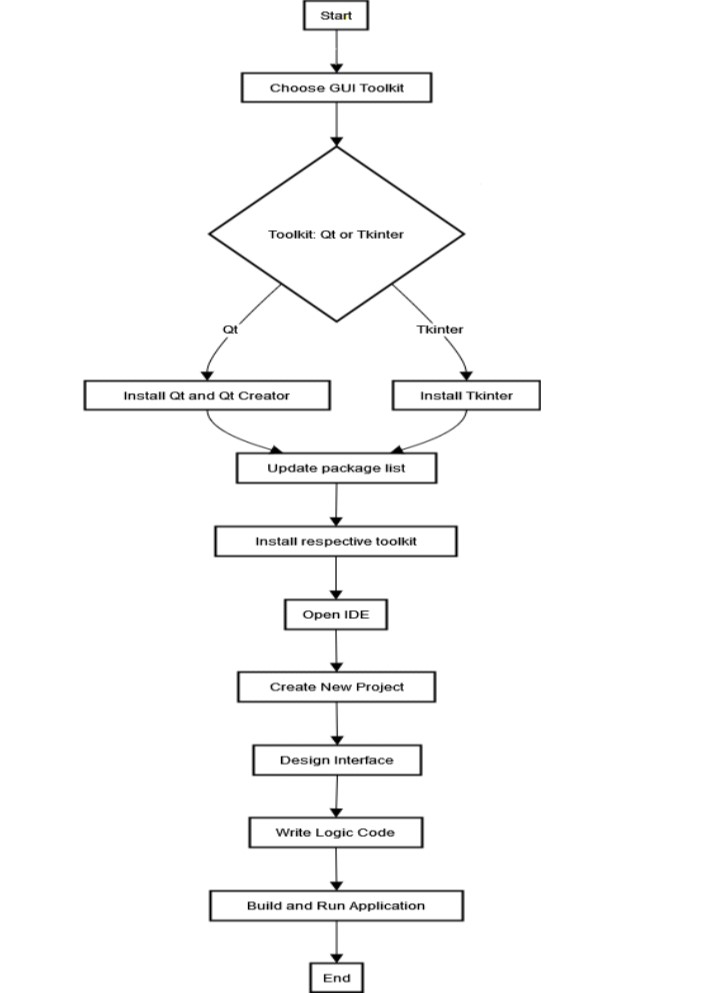 Start
Choose GUI Toolkit
Toolkit: Qt or Tkinter
Qt
Tkinter
Install Qt and Qt Creator
Install Tkinter
Update package list
Install respective toolkit
Open IDE
Create New Project
Design Interface
Write Logic Code
Build and Run Application
End